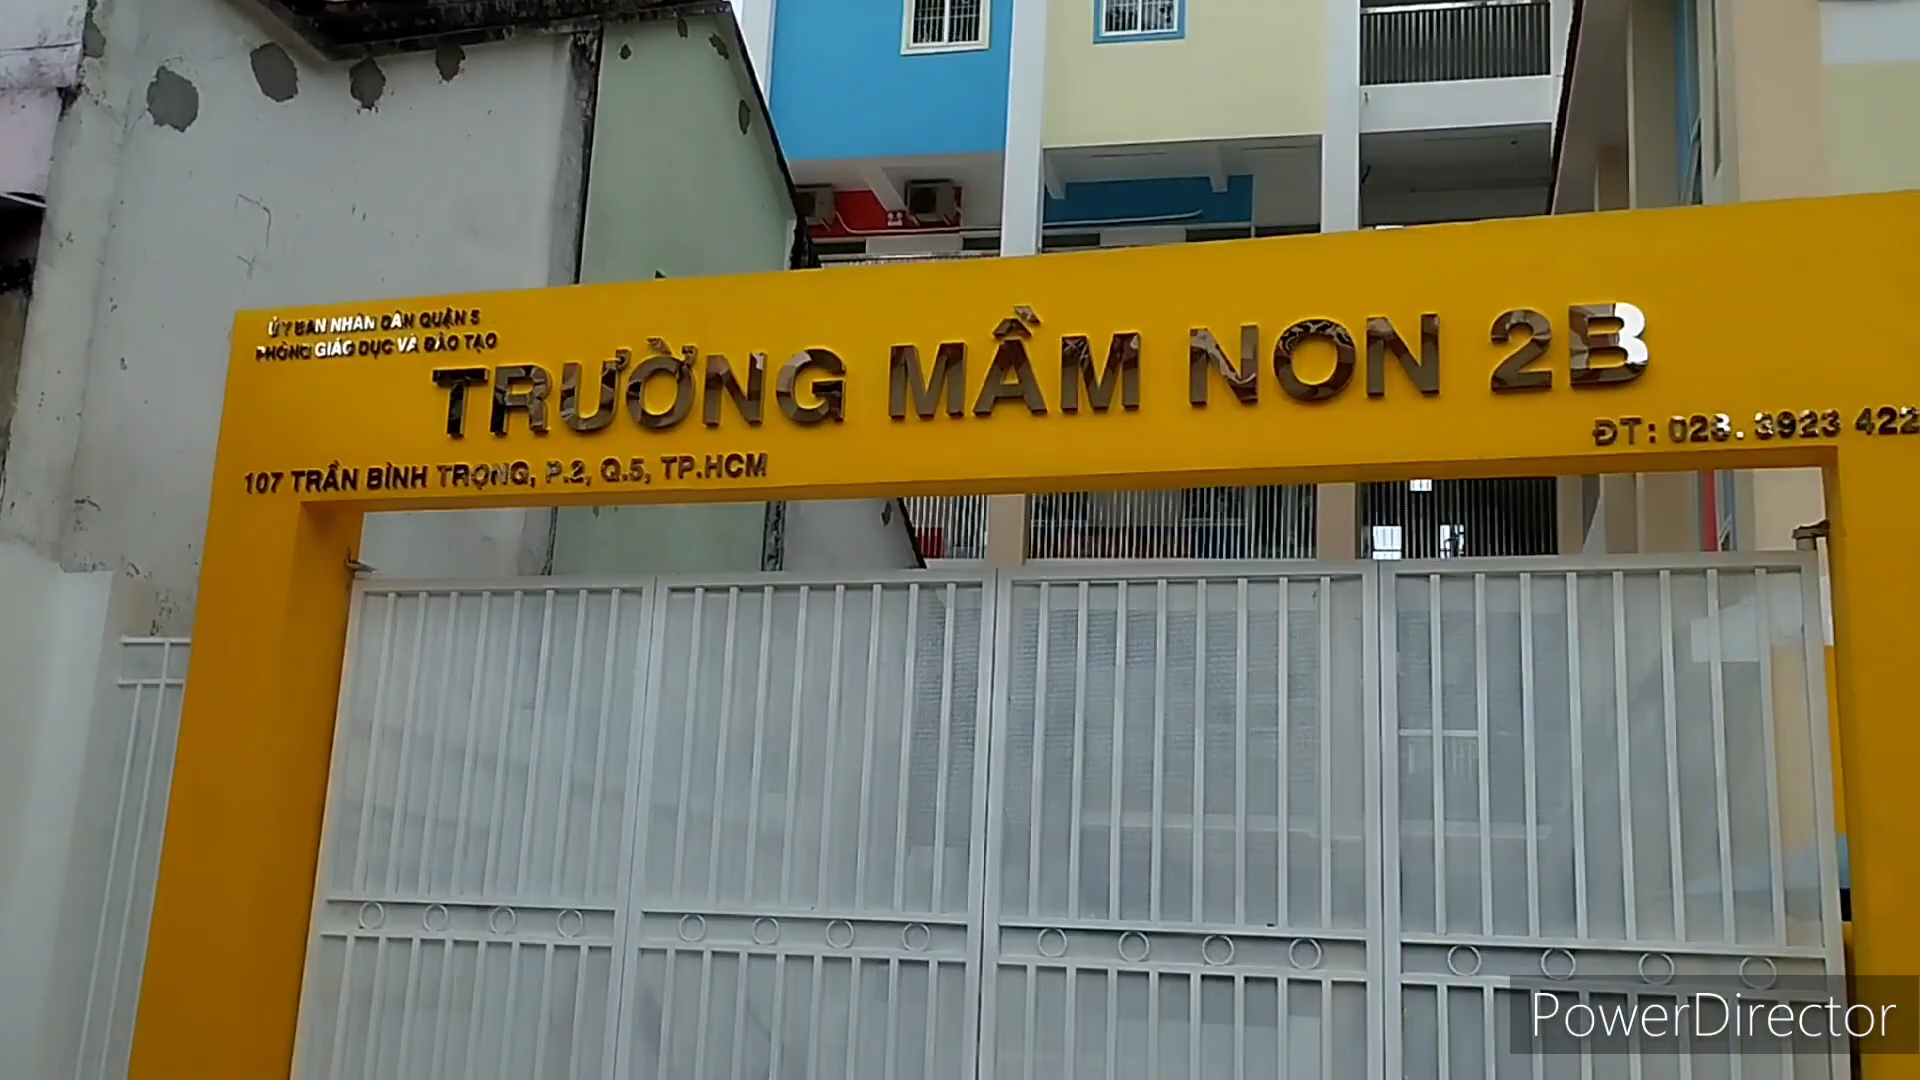 ỦY BAN NHÂN DÂN QUẬN 5
PHÒNG GIÁO DỤC VÀ ĐÀO TẠO
TRƯỜNG MẦM NON 2B
107 TRẦN BÌNH TRỌNG, P.2, Q.5, TP.HCM
ĐT: 028. 3923 422
PowerDirector